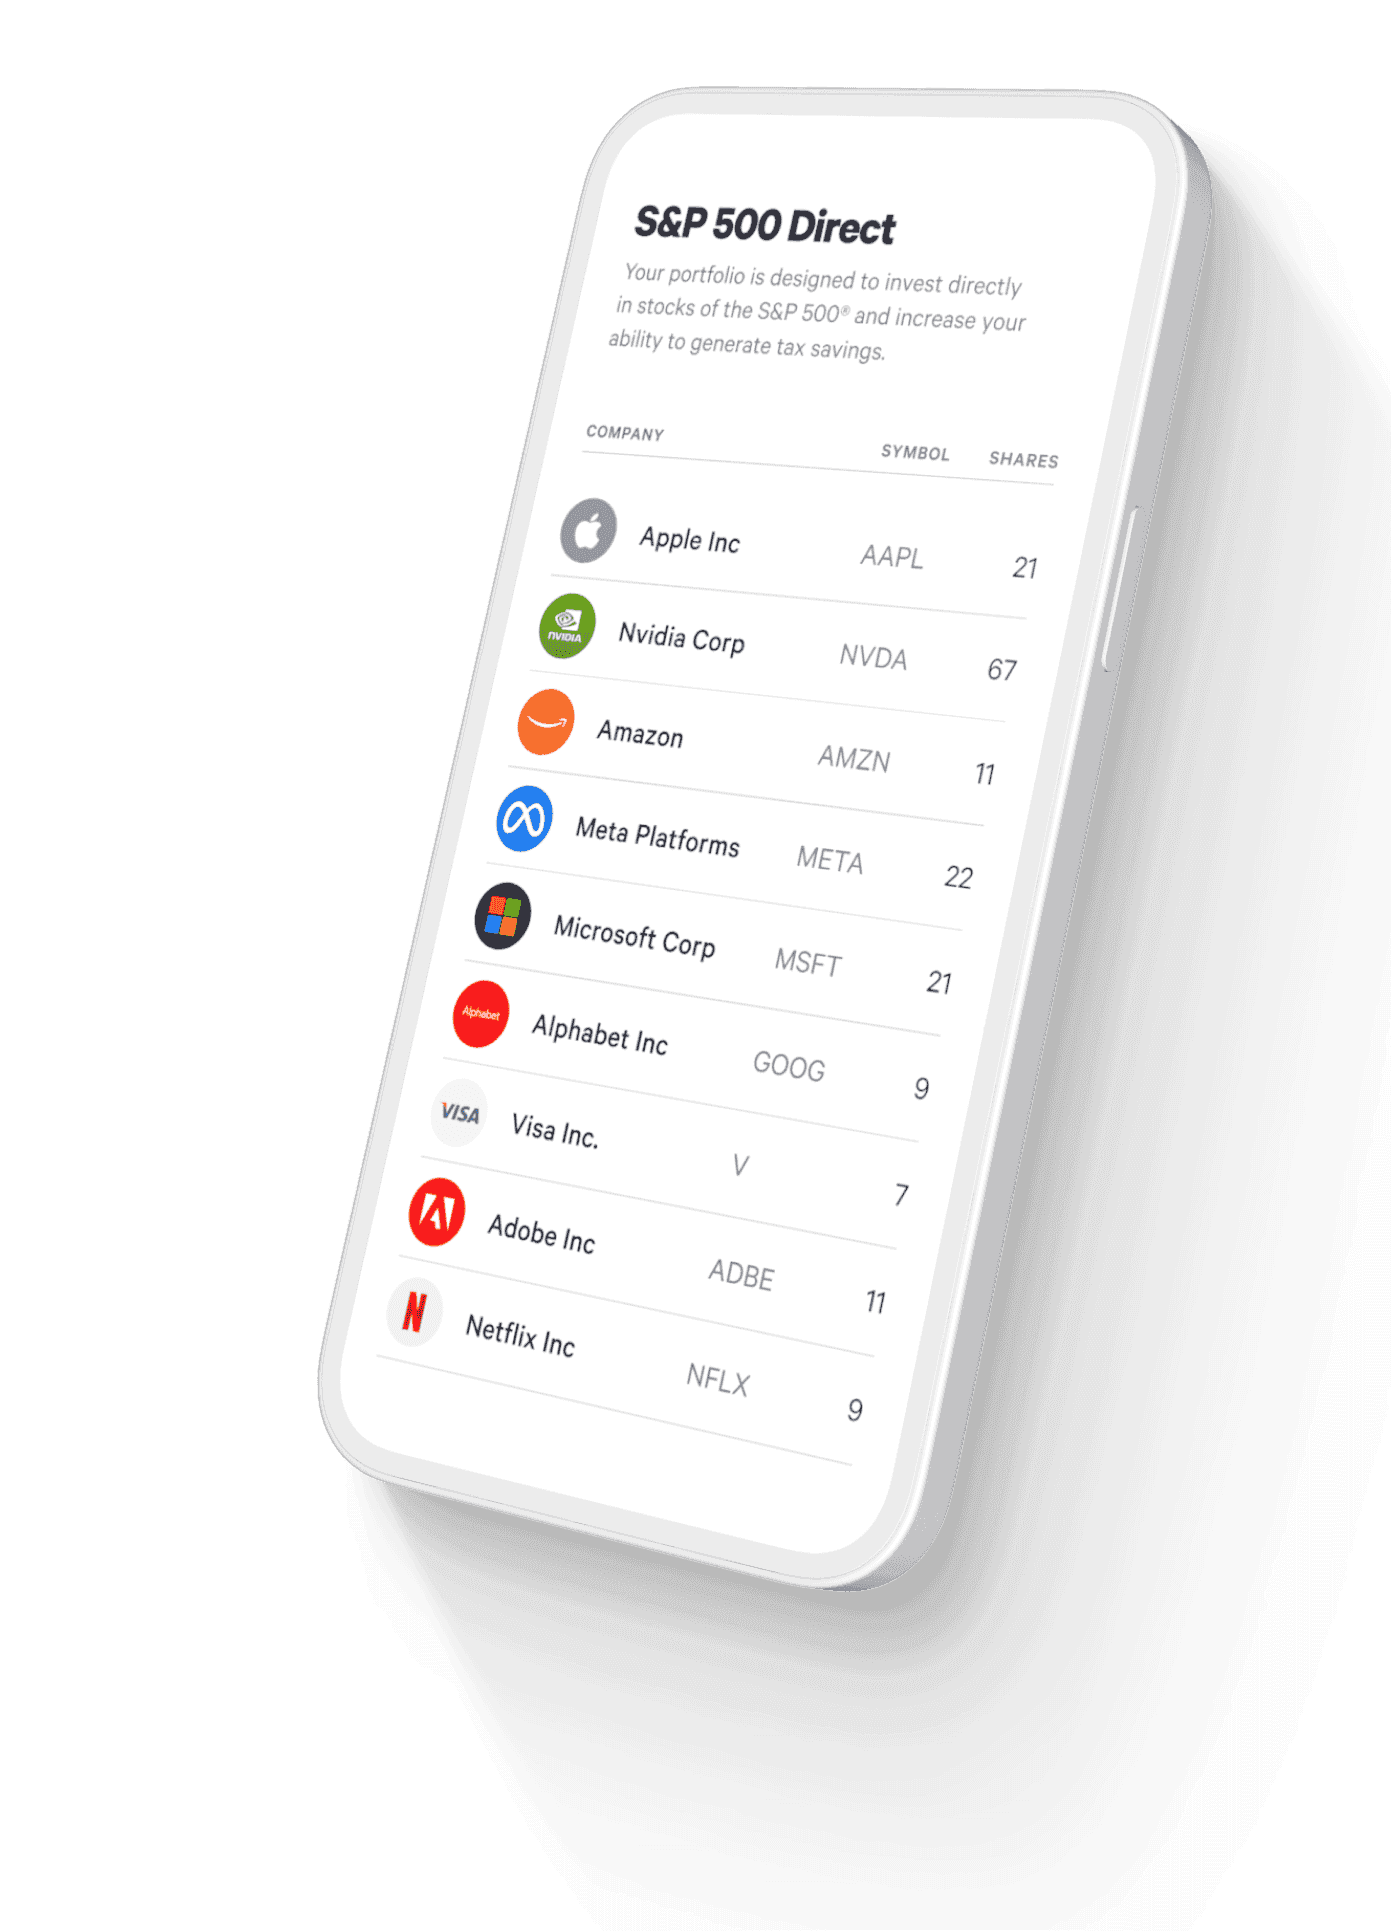 S&P 500 Direct
Your portfolio is designed to invest directly
in stocks of the S&P 500® and increase your
ability to generate tax savings.
COMPANY SYMBOL SHARES
Apple Inc AAPL 21
NVIDIA Nvidia Corp NVDA 67
Amazon AMZN 11
Meta Platforms META 22
Microsoft Corp MSFT 21
Alphabet Alphabet Inc GOOG 9
VISA Visa Inc. V 7
Adobe Inc ADBE 11
N Netflix Inc NFLX 9